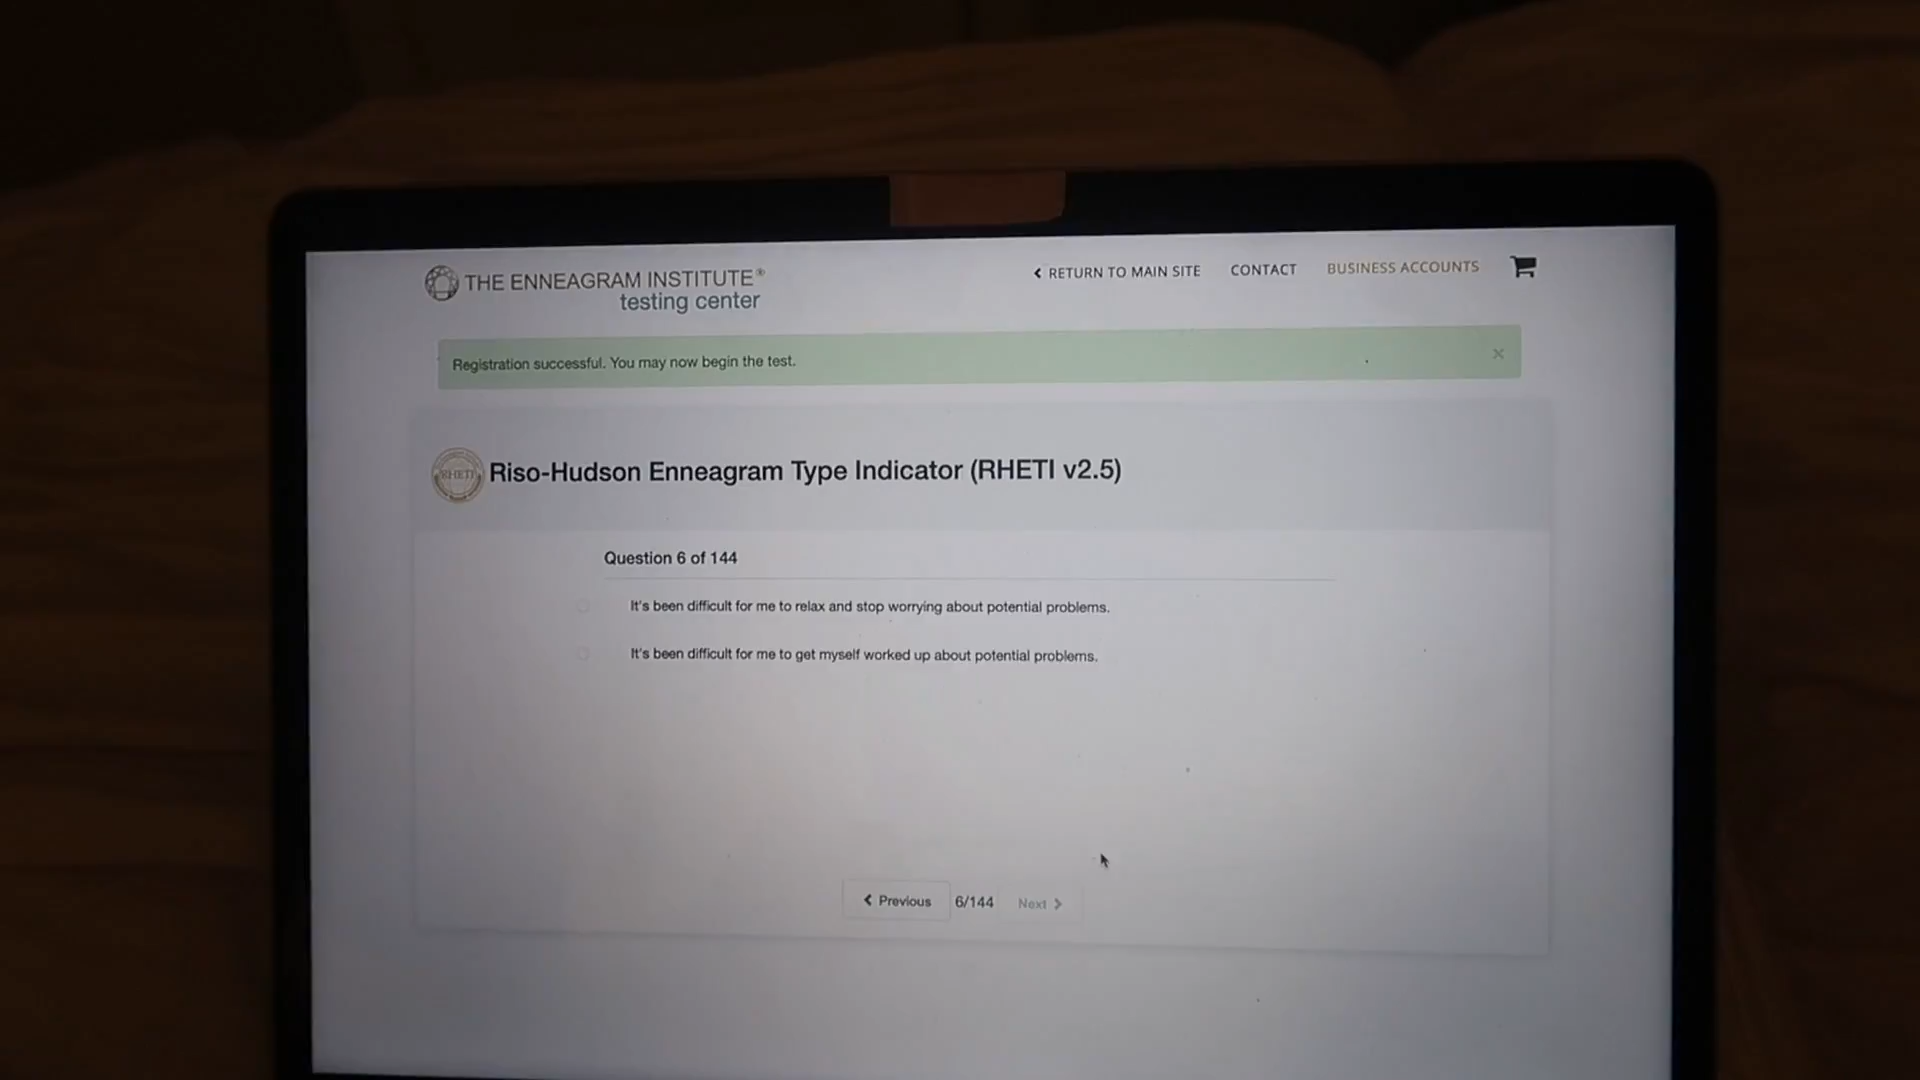 THE ENNEAGRAM INSTITUTE®
testing center
RETURN TO MAIN SITE
CONTACT
BUSINESS ACCOUNTS
Registration successful. You may now begin the test.
×
RHETI
Riso-Hudson Enneagram Type Indicator (RHETI v2.5)
Question 6 of 144
It's been difficult for me to relax and stop worrying about potential problems.
It's been difficult for me to get myself worked up about potential problems.
Previous 6/144 Next